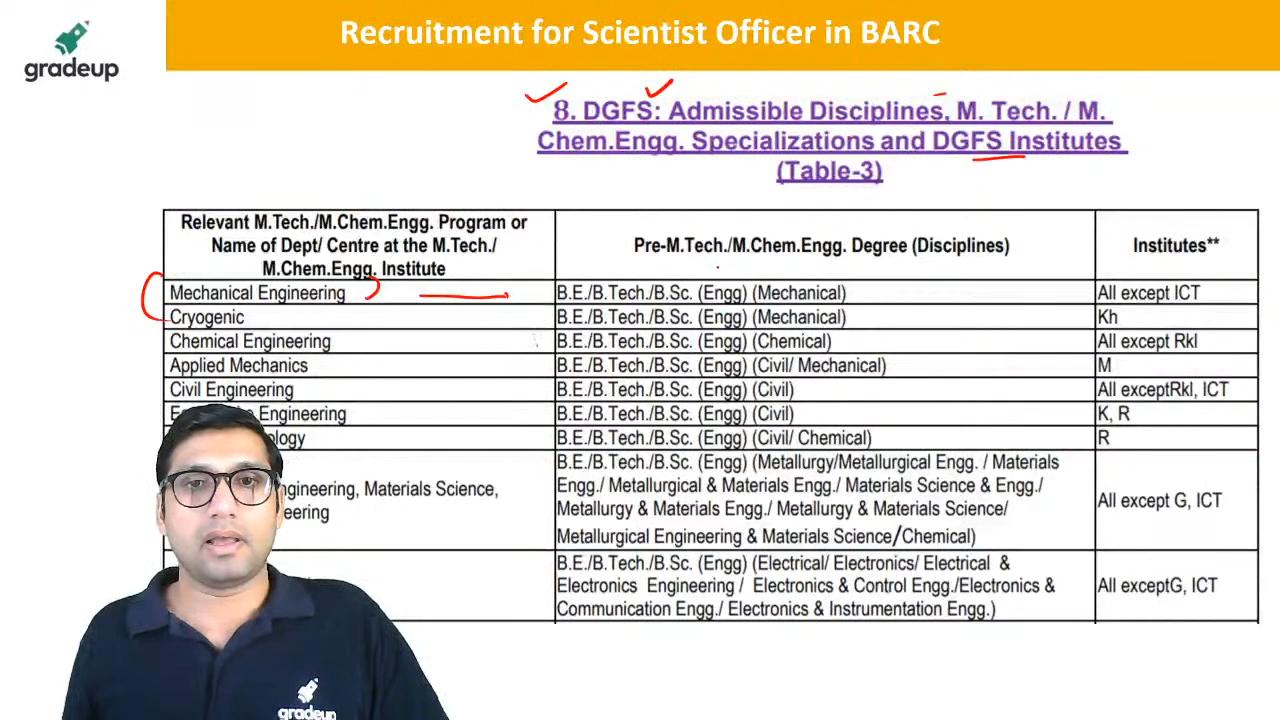 Recruitment for Scientist Officer in BARC
gradeup
8. DGFS: Admissible Disciplines, M. Tech. / M.
Chem.Engg. Specializations and DGFS Institutes
(Table-3)
Relevant M.Tech./M.Chem.Engg. Program or
Name of Dept/ Centre at the M.Tech./
M.Chem.Engg. Institute
Pre-M.Tech./M.Chem.Engg. Degree (Disciplines)
Institutes**
Mechanical Engineering
B.E./B.Tech./B.Sc. (Engg) (Mechanical)
All except ICT
Cryogenic
B.E./B.Tech./B.Sc. (Engg) (Mechanical)
Kh
Chemical Engineering
B.E./B.Tech./B.Sc. (Engg) (Chemical)
All except Rkl
Applied Mechanics
B.E./B.Tech./B.Sc. (Engg) (Civil/ Mechanical)
M
Civil Engineering
B.E./B.Tech./B.Sc. (Engg) (Civil)
All exceptRkl, ICT
Engineering
B.E./B.Tech./B.Sc. (Engg) (Civil)
K, R
B.E./B.Tech./B.Sc. (Engg) (Civil/ Chemical)
R
Materials Science,
B.E./B.Tech./B.Sc. (Engg) (Metallurgy/Metallurgical Engg. / Materials
Engg./ Metallurgical & Materials Engg./ Materials Science & Engg./
Metallurgy & Materials Engg./ Metallurgy & Materials Science/
Metallurgical Engineering & Materials Science/Chemical)
All except G, ICT
B.E./B.Tech./B.Sc. (Engg) (Electrical/ Electronics/ Electrical &
Electronics Engineering / Electronics & Control Engg./Electronics &
Communication Engg./ Electronics & Instrumentation Engg.)
All exceptG, ICT
gradeup